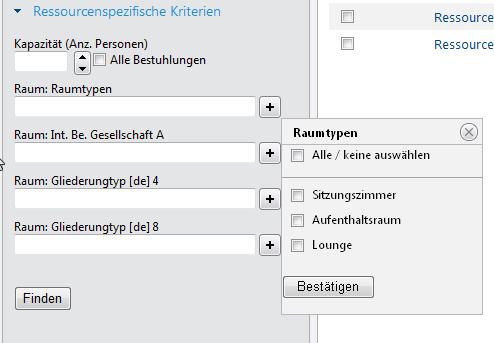 Ressourcenspezifische Kriterien
Kapazität (Anz. Personen)
Alle Bestuhlungen
Raum: Raumtypen
+
Raum: Int. Be. Gesellschaft A
+
Raum: Gliederungtyp [de] 4
+
Raum: Gliederungtyp [de] 8
+
Finden
Ressource
Ressource
Raumtypen
Alle / keine auswählen
Sitzungszimmer
Aufenthaltsraum
Lounge
Bestätigen